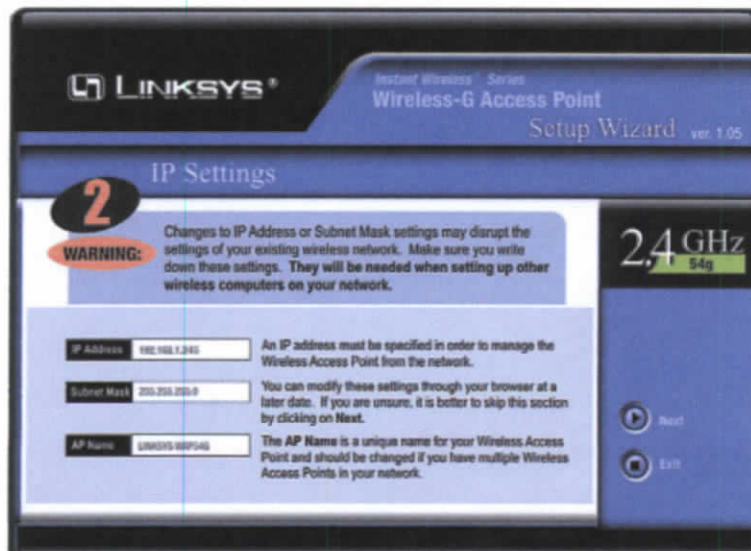 LINKSYS®
Instant Wireless™ Series
Wireless-G Access Point
Setup Wizard ver. 1.05
IP Settings
2
WARNING:
Changes to IP Address or Subnet Mask settings may disrupt the
settings of your existing wireless network. Make sure you write
down these settings. They will be needed when setting up other
wireless computers on your network.
2,4 GHz
54g
IP Address 192.168.1.245
An IP address must be specified in order to manage the
Wireless Access Point from the network.
Subnet Mask 255.255.255.0
You can modify these settings through your browser at a
later date. If you are unsure, it is better to skip this section
by clicking on Next.
AP Name LINKSYS-WAP54G
The AP Name is a unique name for your Wireless Access
Point and should be changed if you have multiple Wireless
Access Points in your network.
Next
Exit